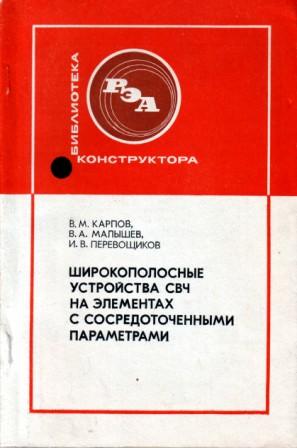 БИБЛИОТЕКА
РЭА
КОНСТРУКТОРА
В. М. КАРПОВ,
В. А. МАЛЫШЕВ,
И. В. ПЕРЕВОЩИКОВ
ШИРОКОПОЛОСНЫЕ
УСТРОЙСТВА СВЧ
НА ЭЛЕМЕНТАХ
С СОСРЕДОТОЧЕННЫМИ
ПАРАМЕТРАМИ